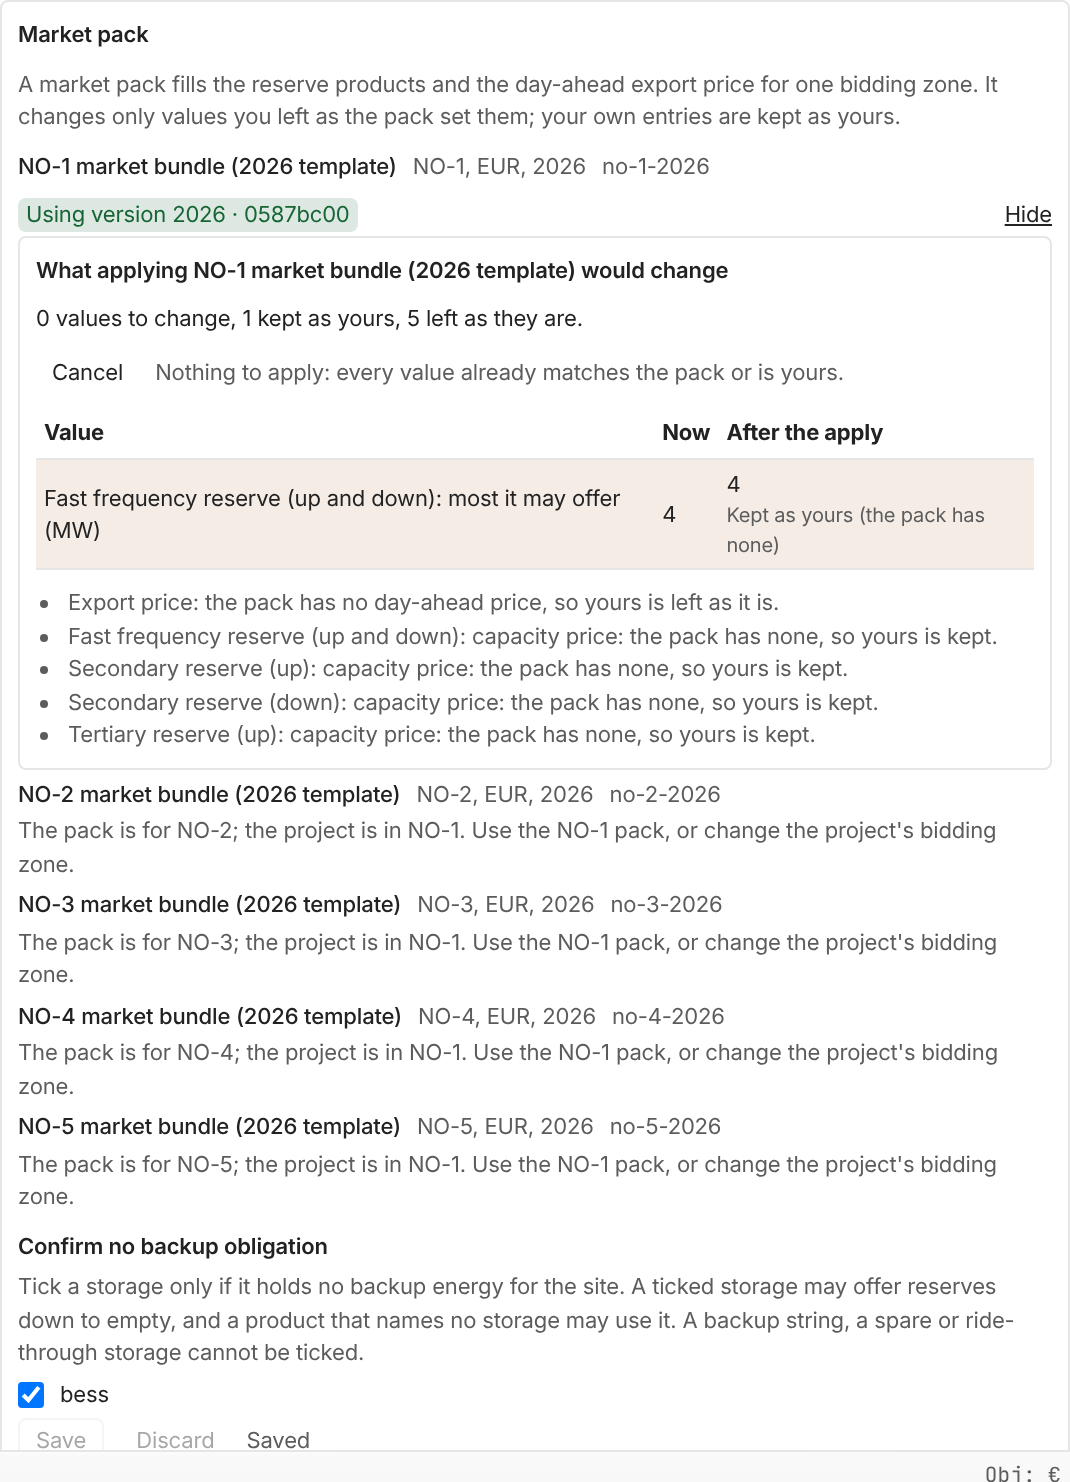 Market pack
A market pack fills the reserve products and the day-ahead export price for one bidding zone. It
changes only values you left as the pack set them; your own entries are kept as yours.
NO-1 market bundle (2026 template) NO-1, EUR, 2026 no-1-2026
Using version 2026 · 0587bc00 Hide
What applying NO-1 market bundle (2026 template) would change
0 values to change, 1 kept as yours, 5 left as they are.
Cancel Nothing to apply: every value already matches the pack or is yours.
Value Now After the apply
Fast frequency reserve (up and down): most it may offer
(MW)
4
4
Kept as yours (the pack has
none)
• Export price: the pack has no day-ahead price, so yours is left as it is.
• Fast frequency reserve (up and down): capacity price: the pack has none, so yours is kept.
• Secondary reserve (up): capacity price: the pack has none, so yours is kept.
• Secondary reserve (down): capacity price: the pack has none, so yours is kept.
• Tertiary reserve (up): capacity price: the pack has none, so yours is kept.
NO-2 market bundle (2026 template) NO-2, EUR, 2026 no-2-2026
The pack is for NO-2; the project is in NO-1. Use the NO-1 pack, or change the project's bidding
zone.
NO-3 market bundle (2026 template) NO-3, EUR, 2026 no-3-2026
The pack is for NO-3; the project is in NO-1. Use the NO-1 pack, or change the project's bidding
zone.
NO-4 market bundle (2026 template) NO-4, EUR, 2026 no-4-2026
The pack is for NO-4; the project is in NO-1. Use the NO-1 pack, or change the project's bidding
zone.
NO-5 market bundle (2026 template) NO-5, EUR, 2026 no-5-2026
The pack is for NO-5; the project is in NO-1. Use the NO-1 pack, or change the project's bidding
zone.
Confirm no backup obligation
Tick a storage only if it holds no backup energy for the site. A ticked storage may offer reserves
down to empty, and a product that names no storage may use it. A backup string, a spare or ride-
through storage cannot be ticked.
bess
Save Discard Saved
Obj: €